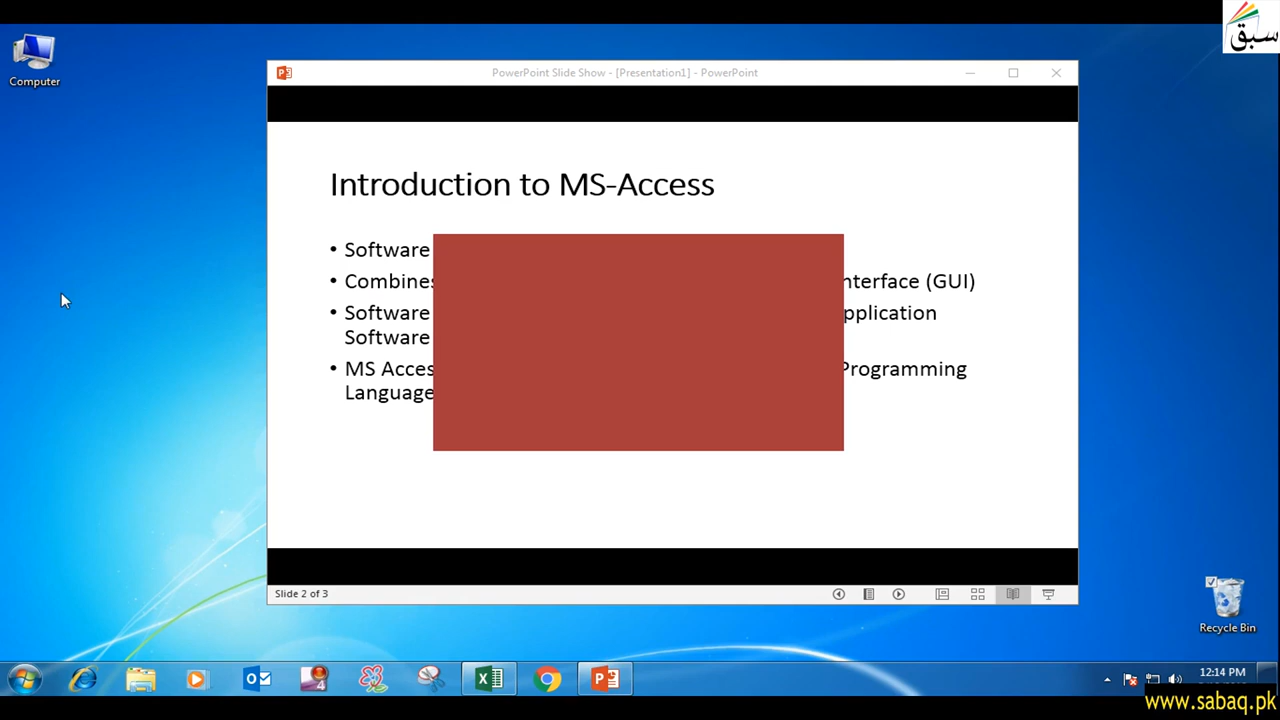 سبق
Computer
PowerPoint Slide Show - [Presentation1] - PowerPoint
Introduction to MS-Access
• Software
• Combines nterface (GUI)
• Software pplication
Software
• MS Acces Programming
Language
Slide 2 of 3
Recycle Bin
12:14 PM
www.sabaq.pk